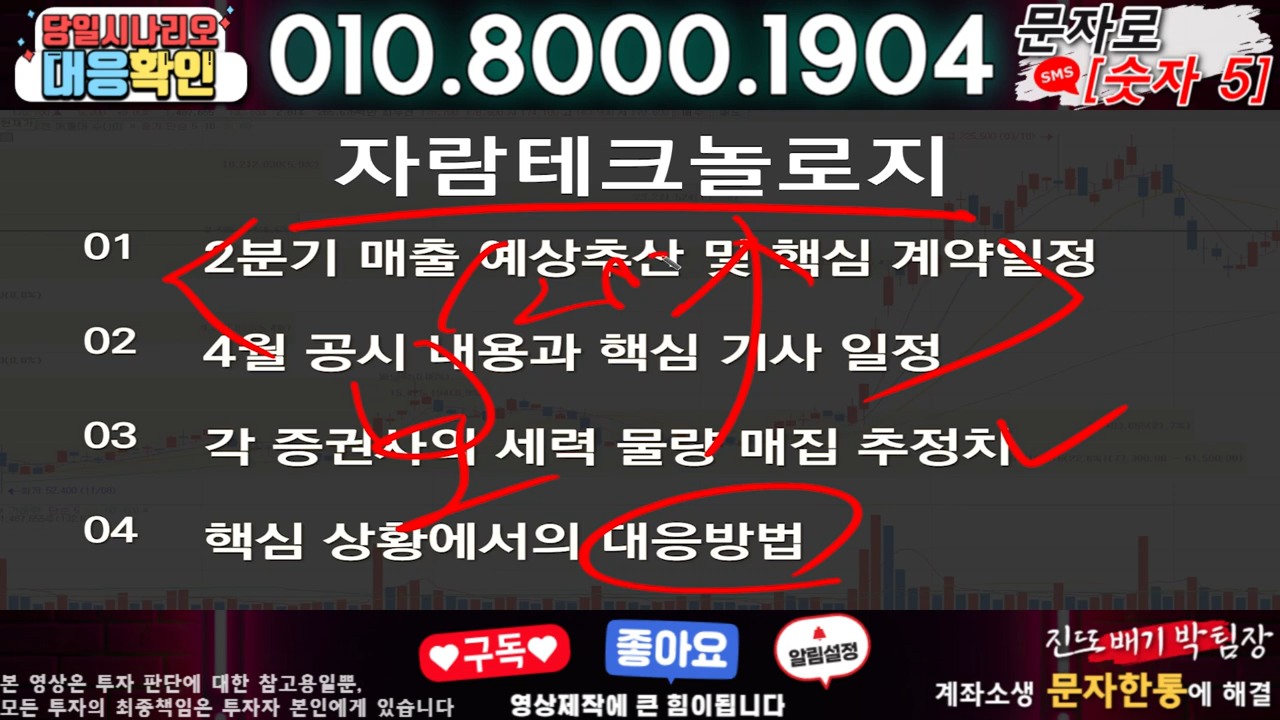 당일시나리오
대응확인
010.8000.1904
문자로
SMS
[숫자 5]
자람테크놀로지
01 2분기 매출 예상추산 및 핵심 계약일정
02 4월 공시 내용과 핵심 기사 일정
03 각 증권사의 세력 물량 매집 추정치
04 핵심 상황에서의 대응방법
구독
좋아요
알림설정
진또배기 박팀장
본 영상은 투자 판단에 대한 참고용일뿐,
모든 투자의 최종책임은 투자자 본인에게 있습니다
영상제작에 큰 힘이됩니다
계좌소생 문자한통에 해결